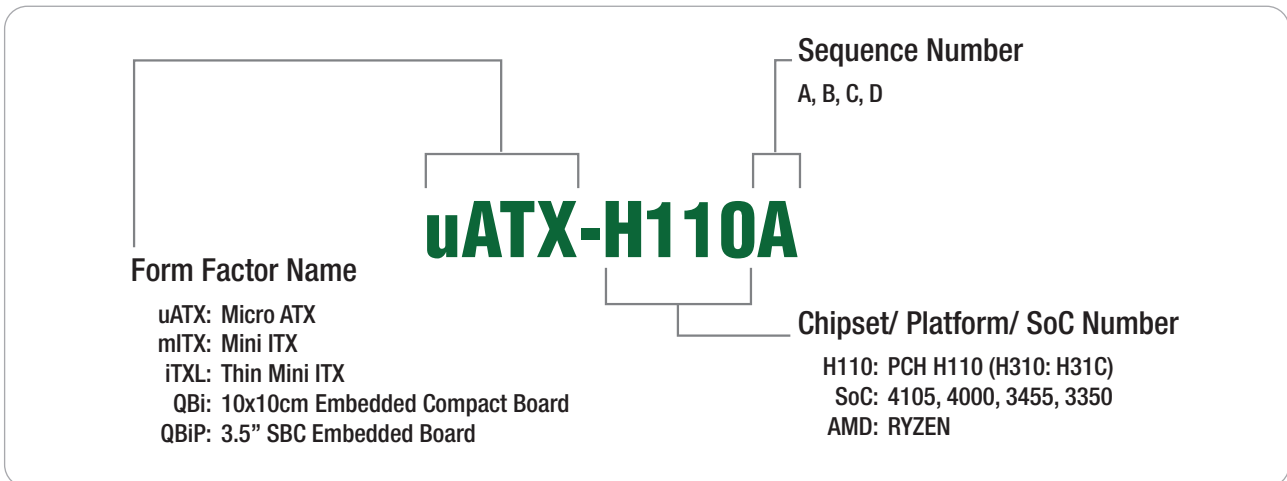 Sequence Number
A, B, C, D
uATX-H110A
Form Factor Name
uATX: Micro ATX
mITX: Mini ITX
iTXL: Thin Mini ITX
QBi: 10x10cm Embedded Compact Board
QBiP: 3.5” SBC Embedded Board
Chipset/ Platform/ SoC Number
H110: PCH H110 (H310: H31C)
SoC: 4105, 4000, 3455, 3350
AMD: RYZEN